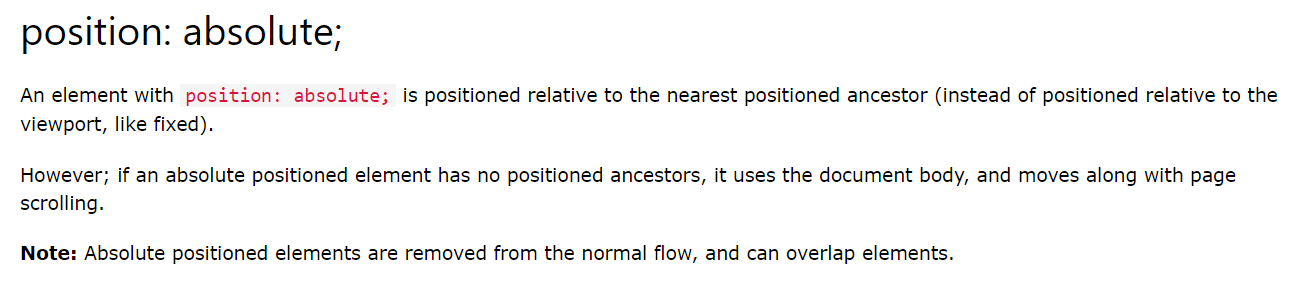 position: absolute;
An element with position: absolute; is positioned relative to the nearest positioned ancestor (instead of positioned relative to the
viewport, like fixed).
However; if an absolute positioned element has no positioned ancestors, it uses the document body, and moves along with page
scrolling.
Note: Absolute positioned elements are removed from the normal flow, and can overlap elements.